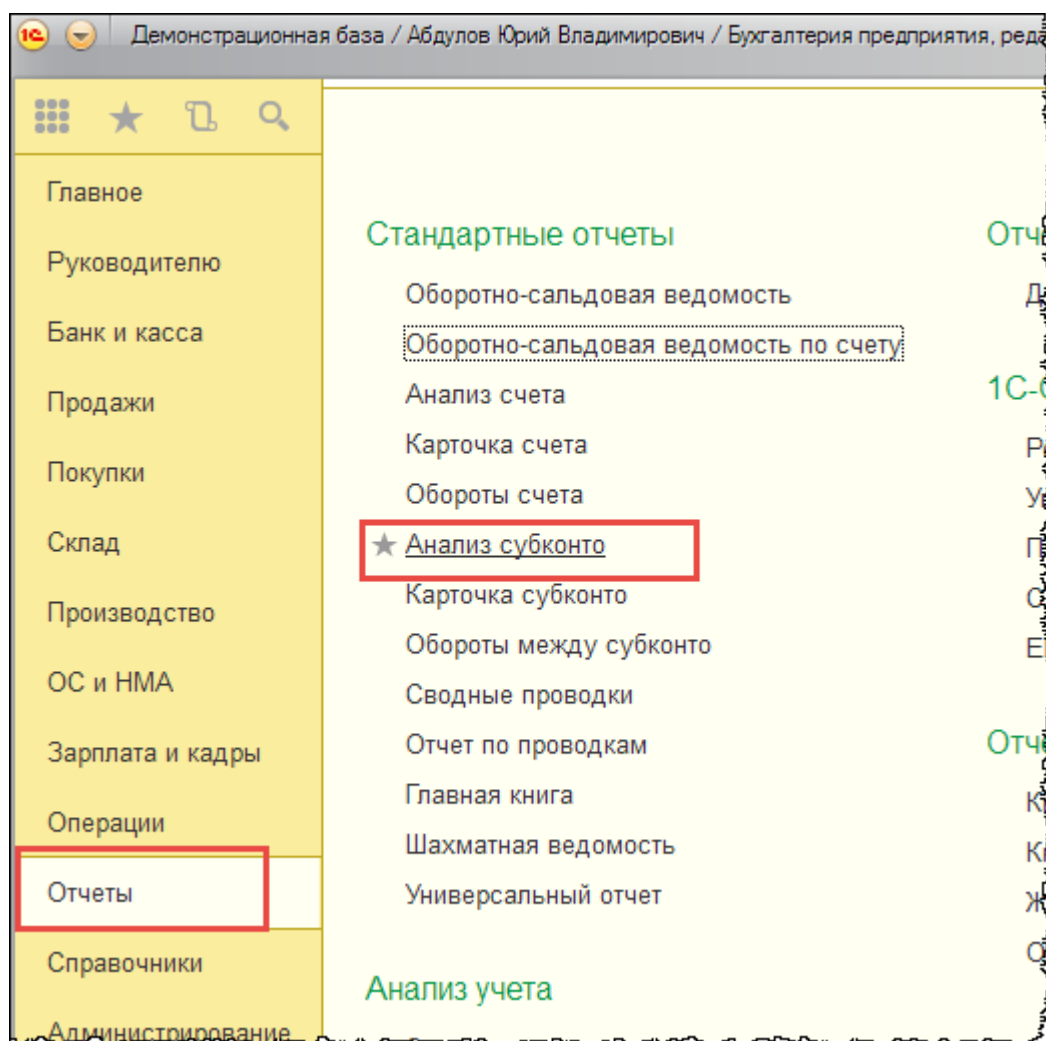 1С Демонстрационная база / Абдулов Юрий Владимирович / Бухгалтерия предприятия,
Главное
Руководителю
Банк и касса
Продажи
Покупки
Склад
Производство
ОС и НМА
Зарплата и кадры
Операции
Отчеты
Справочники
Администрирование
Стандартные отчеты
Оборотно-сальдовая ведомость
Оборотно-сальдовая ведомость по счету
Анализ счета
Карточка счета
Обороты счета
Анализ субконто
Карточка субконто
Обороты между субконто
Сводные проводки
Отчет по проводкам
Главная книга
Шахматная ведомость
Универсальный отчет
Анализ учета